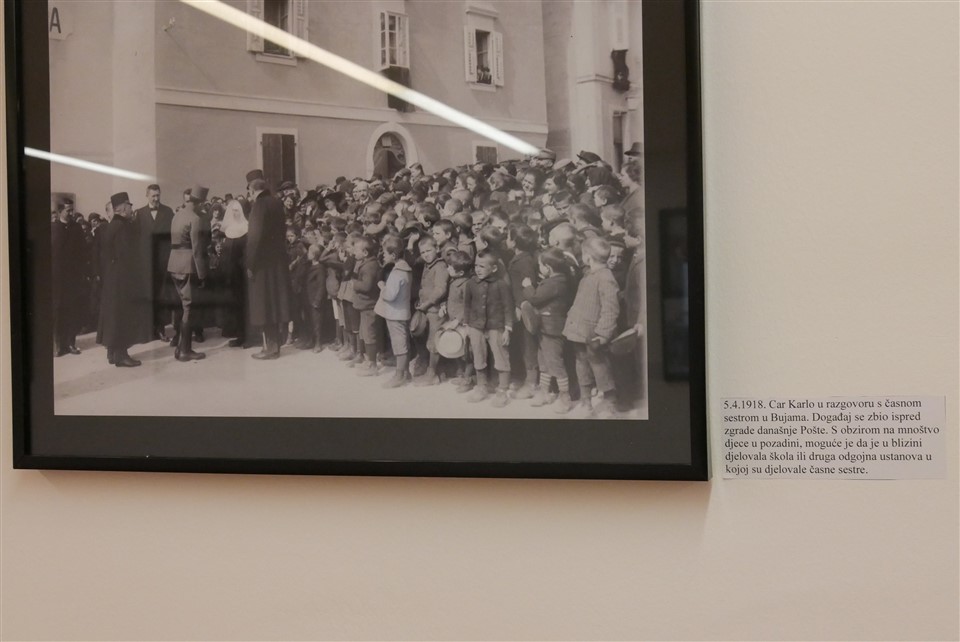 A
5.4.1918. Car Karlo u razgovoru s časnom
sestrom u Bujama. Događaj se zbio ispred
zgrade današnje Pošte. S obzirom na mnoštvo
djece u pozadini, moguće je da je u blizini
djelovala škola ili druga odgojna ustanova u
kojoj su djelovale časne sestre.